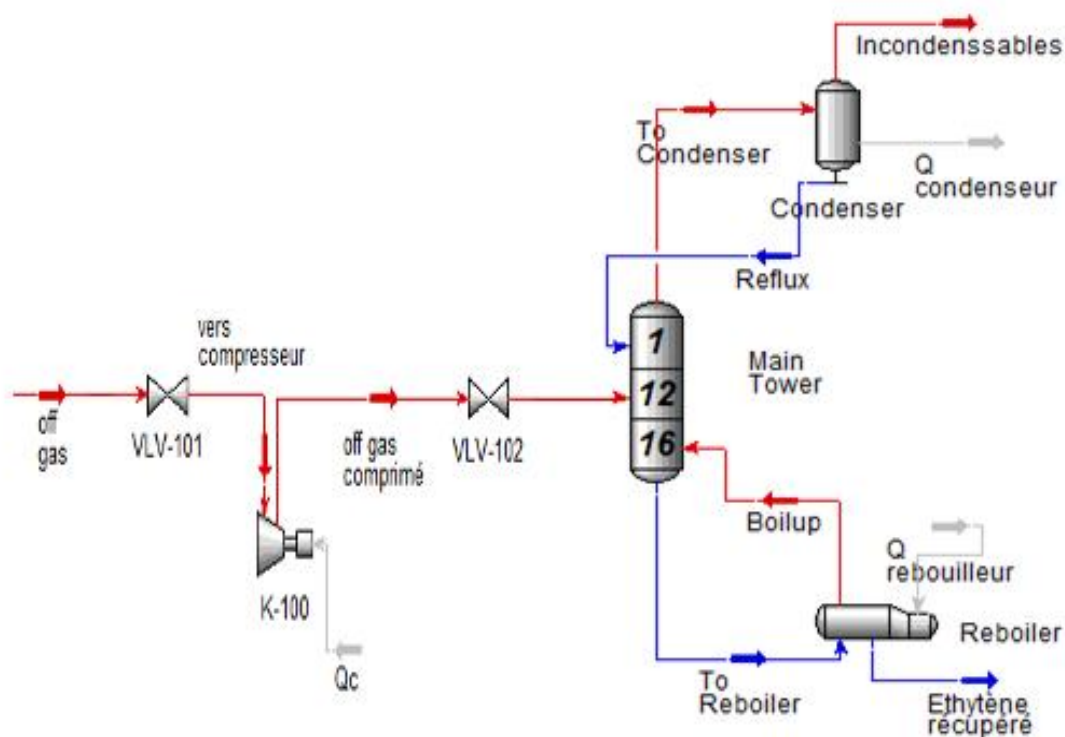 Incondenssables
To
Condenser
Q
condenseur
Condenser
Reflux
vers
compresseur
1
12
16
Main
Tower
off
gas
VLV-101
off gas
comprimé
VLV-102
Boilup
Q
rebouilleur
K-100
Qc
Reboiler
To
Reboiler
Ethytène
récupéré